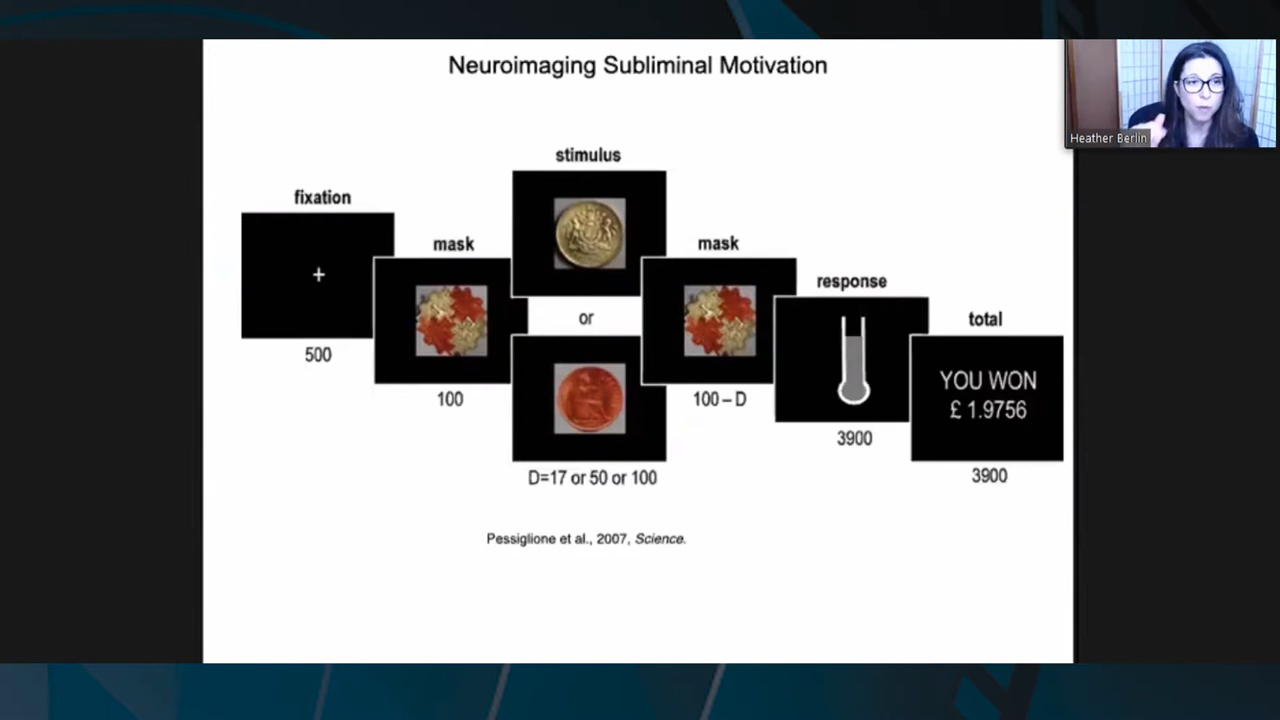 Neuroimaging Subliminal Motivation
Heather Berlin
stimulus
fixation
mask
mask
response
total
+
or
500
100
100 – D
3900
YOU WON
£ 1.9756
D=17 or 50 or 100
3900
Pessiglione et al., 2007, Science.